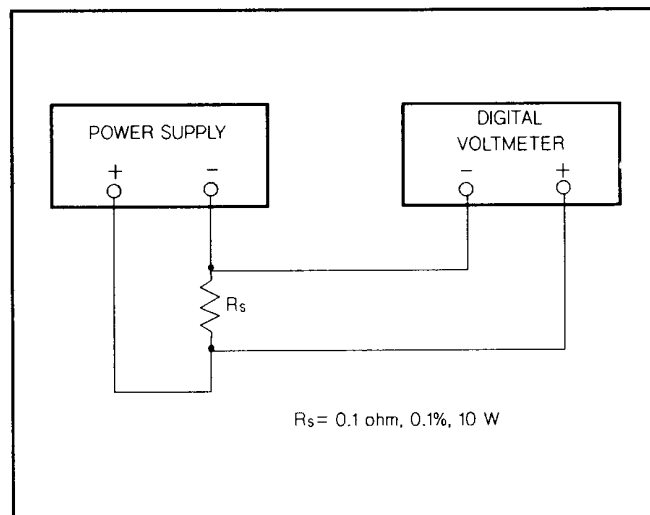 POWER SUPPLY
+ −
DIGITAL
VOLTMETER
− +
Rs
Rs= 0.1 ohm, 0.1%, 10 W